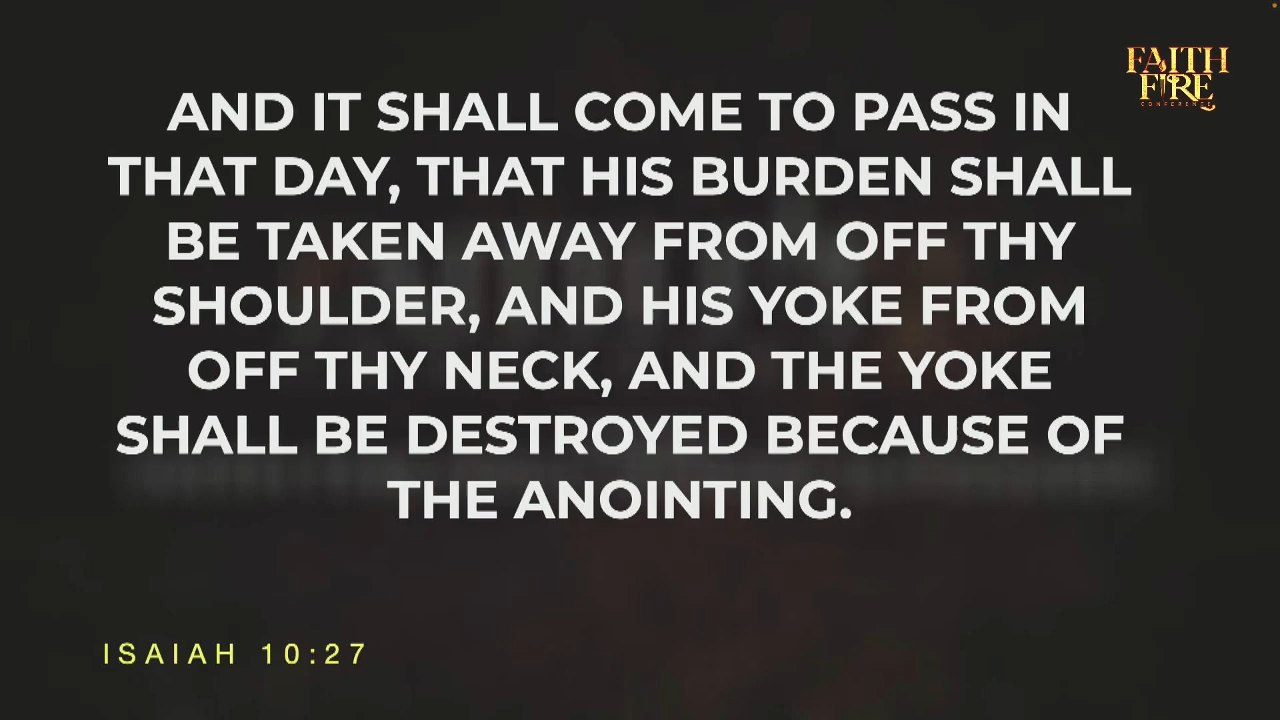 FAITH
FIRE
CONFERENCE
AND IT SHALL COME TO PASS IN
THAT DAY, THAT HIS BURDEN SHALL
BE TAKEN AWAY FROM OFF THY
SHOULDER, AND HIS YOKE FROM
OFF THY NECK, AND THE YOKE
SHALL BE DESTROYED BECAUSE OF
THE ANOINTING.
ISAIAH 10:27